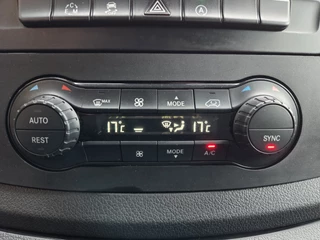 A
MAX
MODE
AUTO
17°C
17°C
REST
SYNC
MODE
A/C